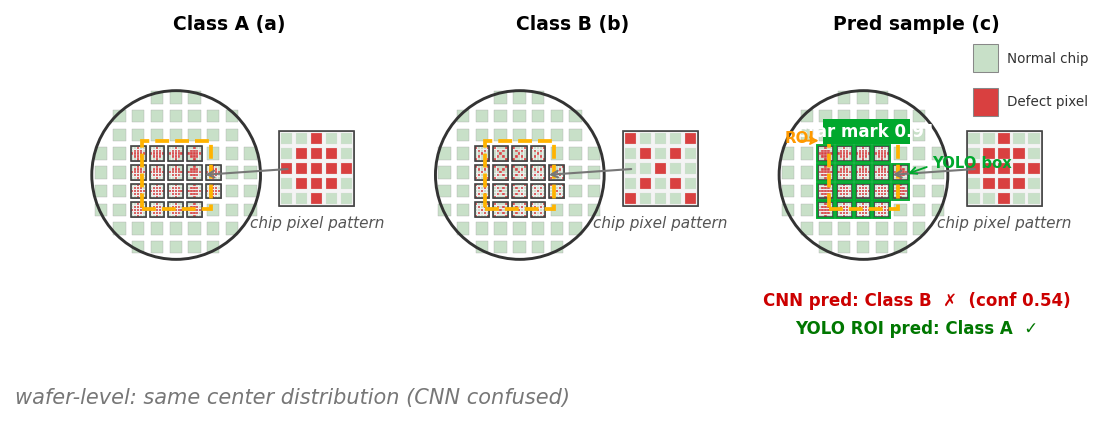 Class A (a)
Class B (b)
Pred sample (c)
Normal chip
Defect pixel
ROI
mark
YOLO box
chip pixel pattern
chip pixel pattern
chip pixel pattern
CNN pred: Class B ✗ (conf 0.54)
YOLO ROI pred: Class A ✓
wafer-level: same center distribution (CNN confused)